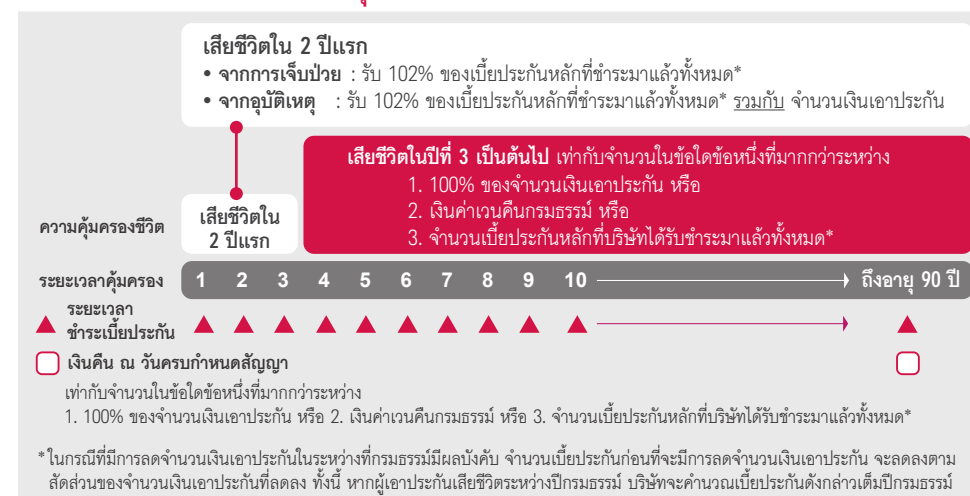 เสียชีวิตใน 2 ปีแรก
• จากการเจ็บป่วย : รับ 102% ของเบี้ยประกันหลักที่ชำระมาแล้วทั้งหมด*
• จากอุบัติเหตุ : รับ 102% ของเบี้ยประกันหลักที่ชำระมาแล้วทั้งหมด* รวมกับ จำนวนเงินเอาประกัน
เสียชีวิตในปีที่ 3 เป็นต้นไป เท่ากับจำนวนในข้อใดข้อหนึ่งที่มากกว่าระหว่าง
1. 100% ของจำนวนเงินเอาประกัน หรือ
2. เงินค่าเวนคืนกรมธรรม์ หรือ
3. จำนวนเบี้ยประกันหลักที่บริษัทได้รับชำระมาแล้วทั้งหมด*
ความคุ้มครองชีวิต
เสียชีวิตใน
2 ปีแรก
ระยะเวลาคุ้มครอง 1 2 3 4 5 6 7 8 9 10 ถึงอายุ 90 ปี
ระยะเวลา
ชำระเบี้ยประกัน
เงินคืน ณ วันครบกำหนดสัญญา
เท่ากับจำนวนในข้อใดข้อหนึ่งที่มากกว่าระหว่าง
1. 100% ของจำนวนเงินเอาประกัน หรือ 2. เงินค่าเวนคืนกรมธรรม์ หรือ 3. จำนวนเบี้ยประกันหลักที่บริษัทได้รับชำระมาแล้วทั้งหมด*
*ในกรณีที่มีการลดจำนวนเงินเอาประกันในระหว่างที่กรมธรรม์มีผลบังคับ จำนวนเบี้ยประกันก่อนที่จะมีการลดจำนวนเงินเอาประกัน จะลดลงตาม
สัดส่วนของจำนวนเงินเอาประกันที่ลดลง ทั้งนี้ หากผู้เอาประกันเสียชีวิตระหว่างปีกรมธรรม์ บริษัทจะคำนวณเบี้ยประกันดังกล่าวเต็มปีกรมธรรม์